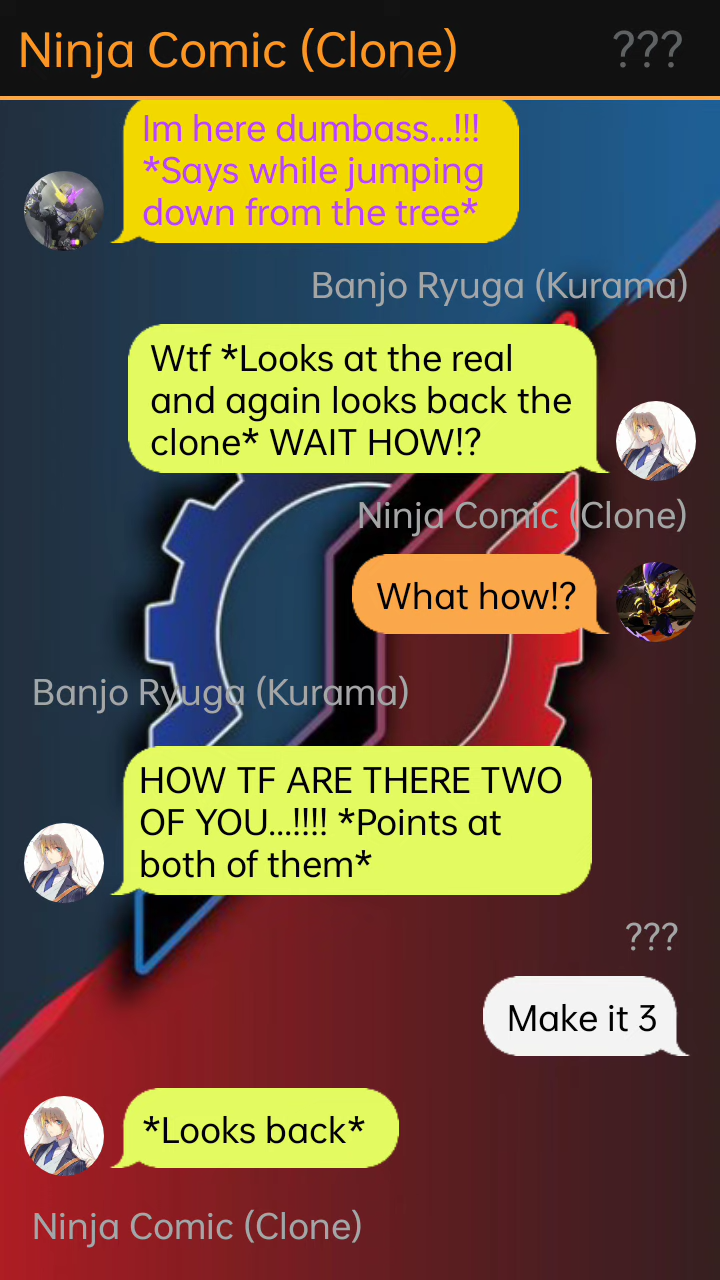 Ninja Comic (Clone) ???
Im here dumbass...!!!
*Says while jumping
down from the tree*
Banjo Ryuga (Kurama)
Wtf *Looks at the real
and again looks back the
clone* WAIT HOW!?
Ninja Comic (Clone)
What how!?
Banjo Ryuga (Kurama)
HOW TF ARE THERE TWO
OF YOU...!!!! *Points at
both of them*
???
Make it 3
*Looks back*
Ninja Comic (Clone)